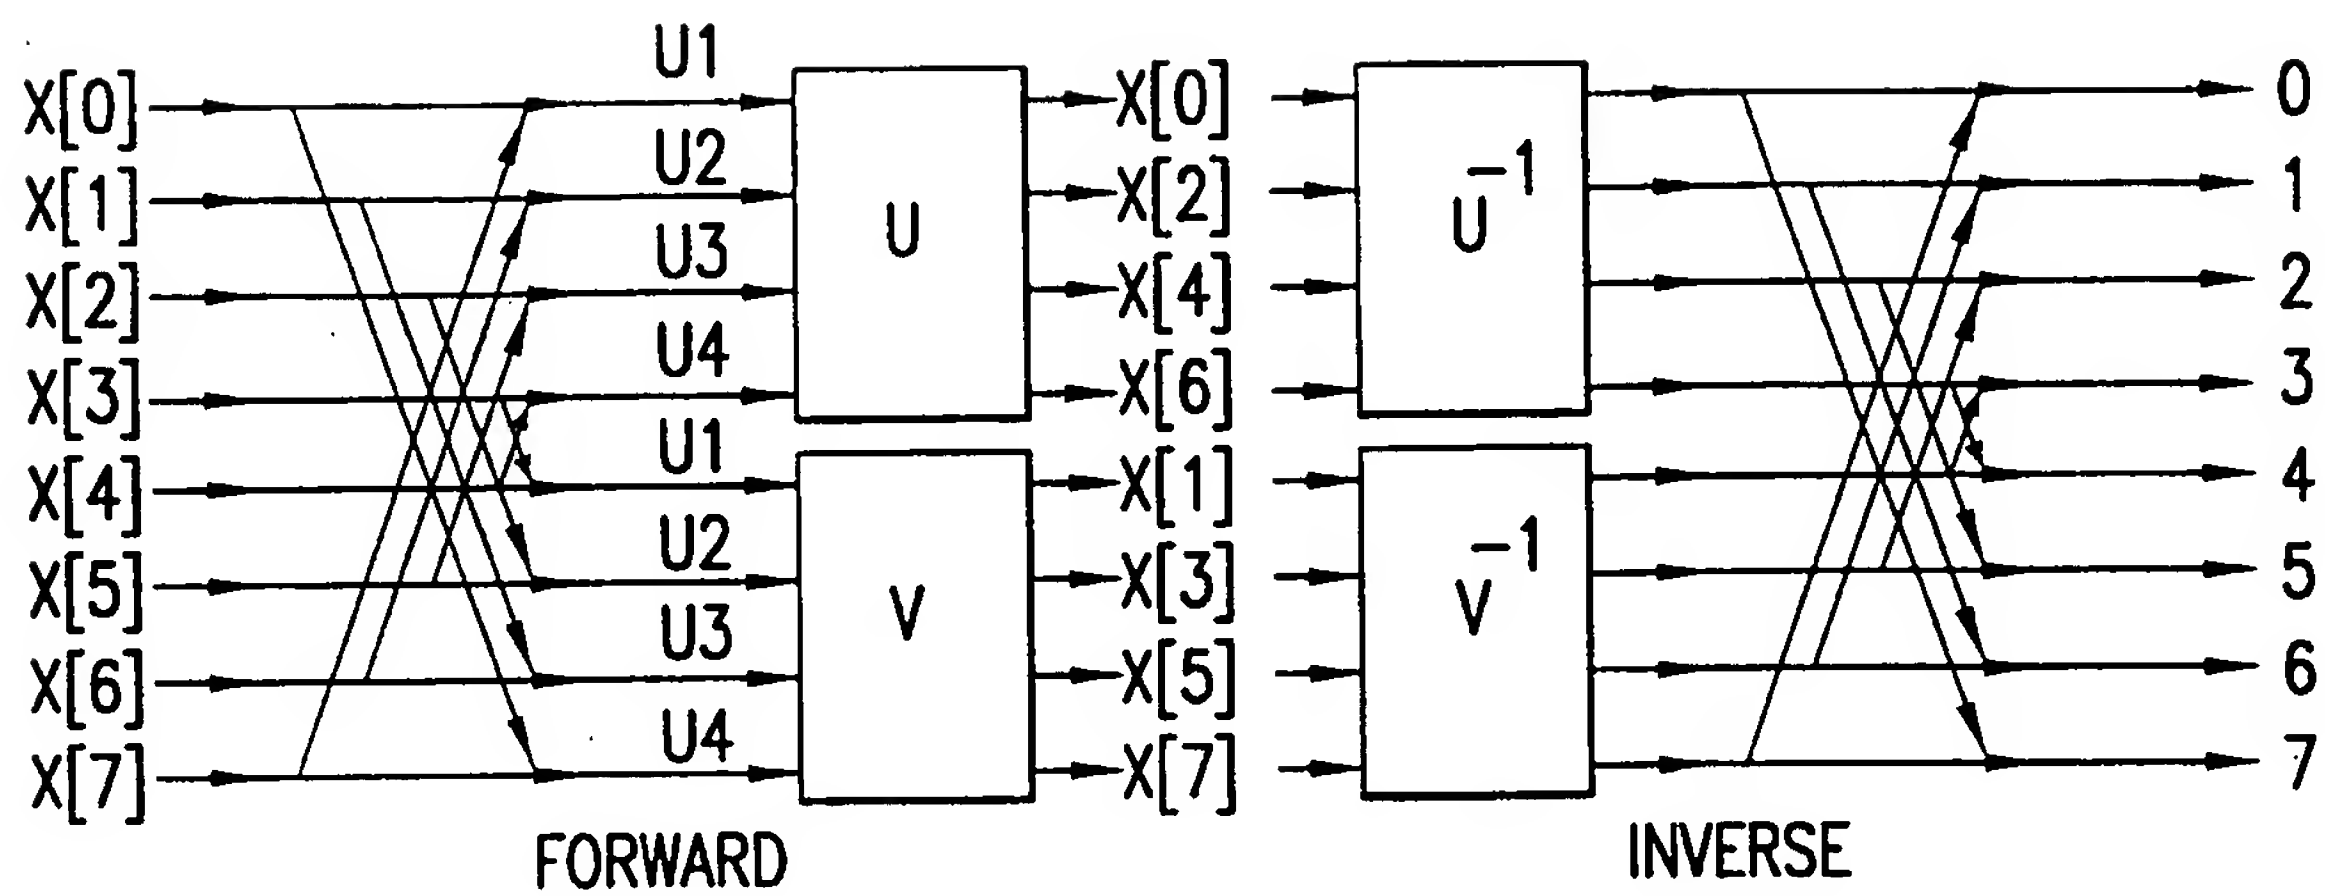 U1
X[0] X[0] 0
U2
X[1] X[2] 1
U U⁻¹
U3
X[2] X[4] 2
U4
X[3] X[6] 3
U1
X[4] X[1] 4
U2
X[5] X[3] 5
V V⁻¹
U3
X[6] X[5] 6
U4
X[7] X[7] 7
FORWARD INVERSE